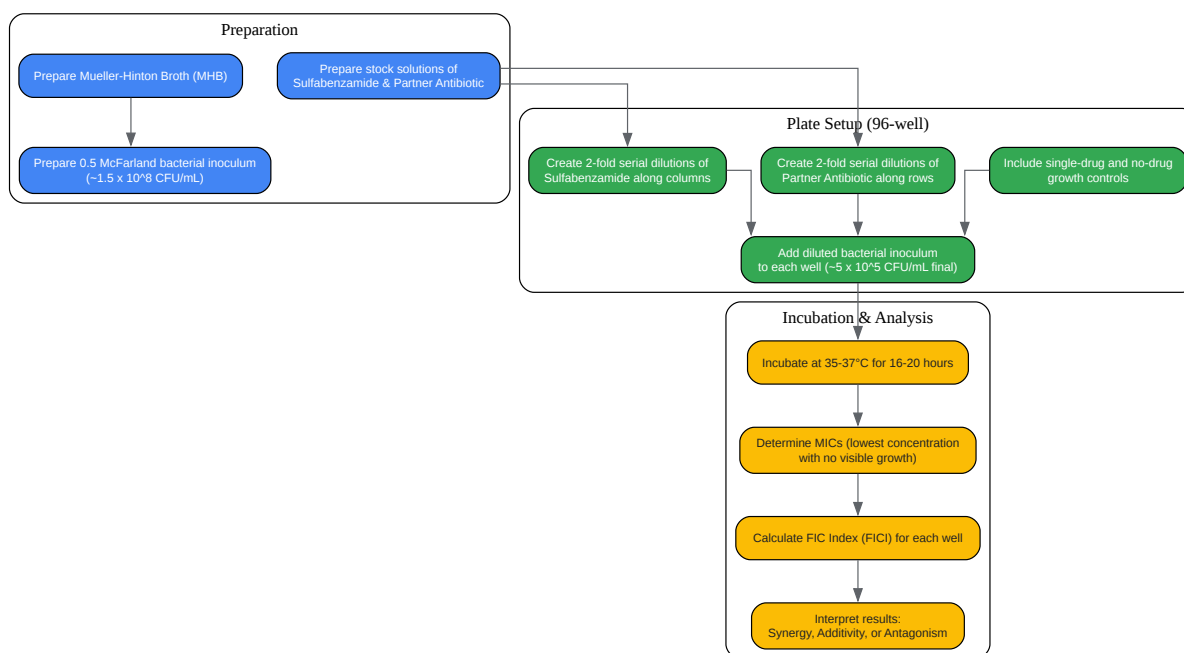 Preparation
Prepare Mueller-Hinton Broth (MHB)
Prepare stock solutions of
Sulfabenzamide & Partner Antibiotic
Prepare 0.5 McFarland bacterial inoculum
(~1.5 x 10^8 CFU/mL)
Plate Setup (96-well)
Create 2-fold serial dilutions of
Sulfabenzamide along columns
Create 2-fold serial dilutions of
Partner Antibiotic along rows
Include single-drug and no-drug
growth controls
Add diluted bacterial inoculum
to each well (~5 x 10^5 CFU/mL final)
Incubation & Analysis
Incubate at 35-37°C for 16-20 hours
Determine MICs (lowest concentration
with no visible growth)
Calculate FIC Index (FICI) for each well
Interpret results:
Synergy, Additivity, or Antagonism